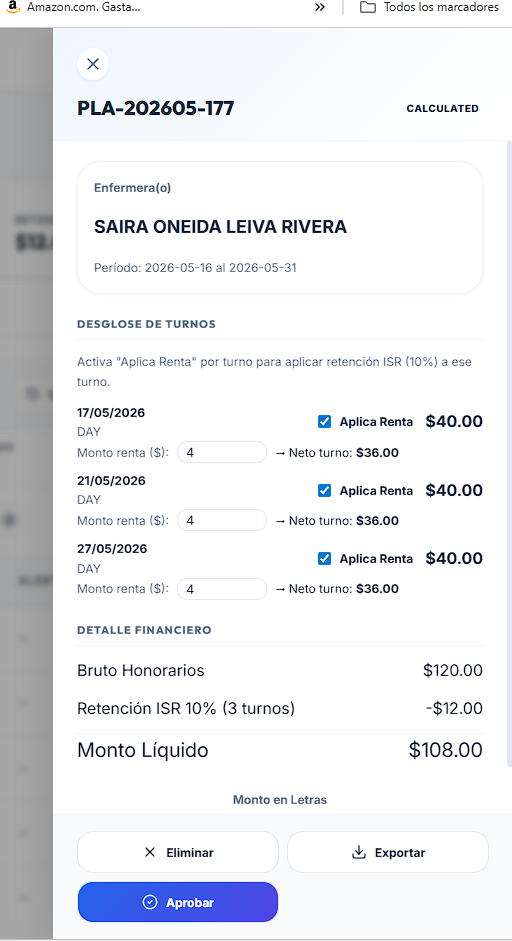 Amazon.com. Gasta...
»
Todos los marcadores
PLA-202605-177
CALCULATED
Enfermera(o)
SAIRA ONEIDA LEIVA RIVERA
Período: 2026-05-16 al 2026-05-31
DESGLOSE DE TURNOS
Activa "Aplica Renta" por turno para aplicar retención ISR (10%) a ese
turno.
17/05/2026
Aplica Renta $40.00
DAY
Monto renta ($): 4 → Neto turno: $36.00
21/05/2026
Aplica Renta $40.00
DAY
Monto renta ($): 4 → Neto turno: $36.00
27/05/2026
Aplica Renta $40.00
DAY
Monto renta ($): 4 → Neto turno: $36.00
DETALLE FINANCIERO
Bruto Honorarios $120.00
Retención ISR 10% (3 turnos) -$12.00
Monto Líquido $108.00
Monto en Letras
Eliminar
Exportar
Aprobar